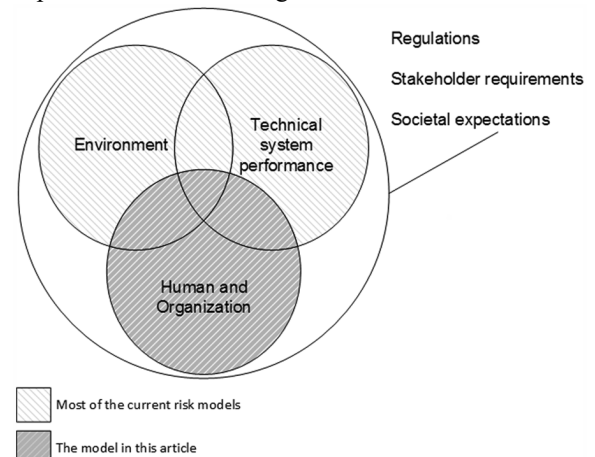 Regulations
Stakeholder requirements
Societal expectations
Environment
Technical
system
performance
Human and
Organization
Most of the current risk models
The model in this article